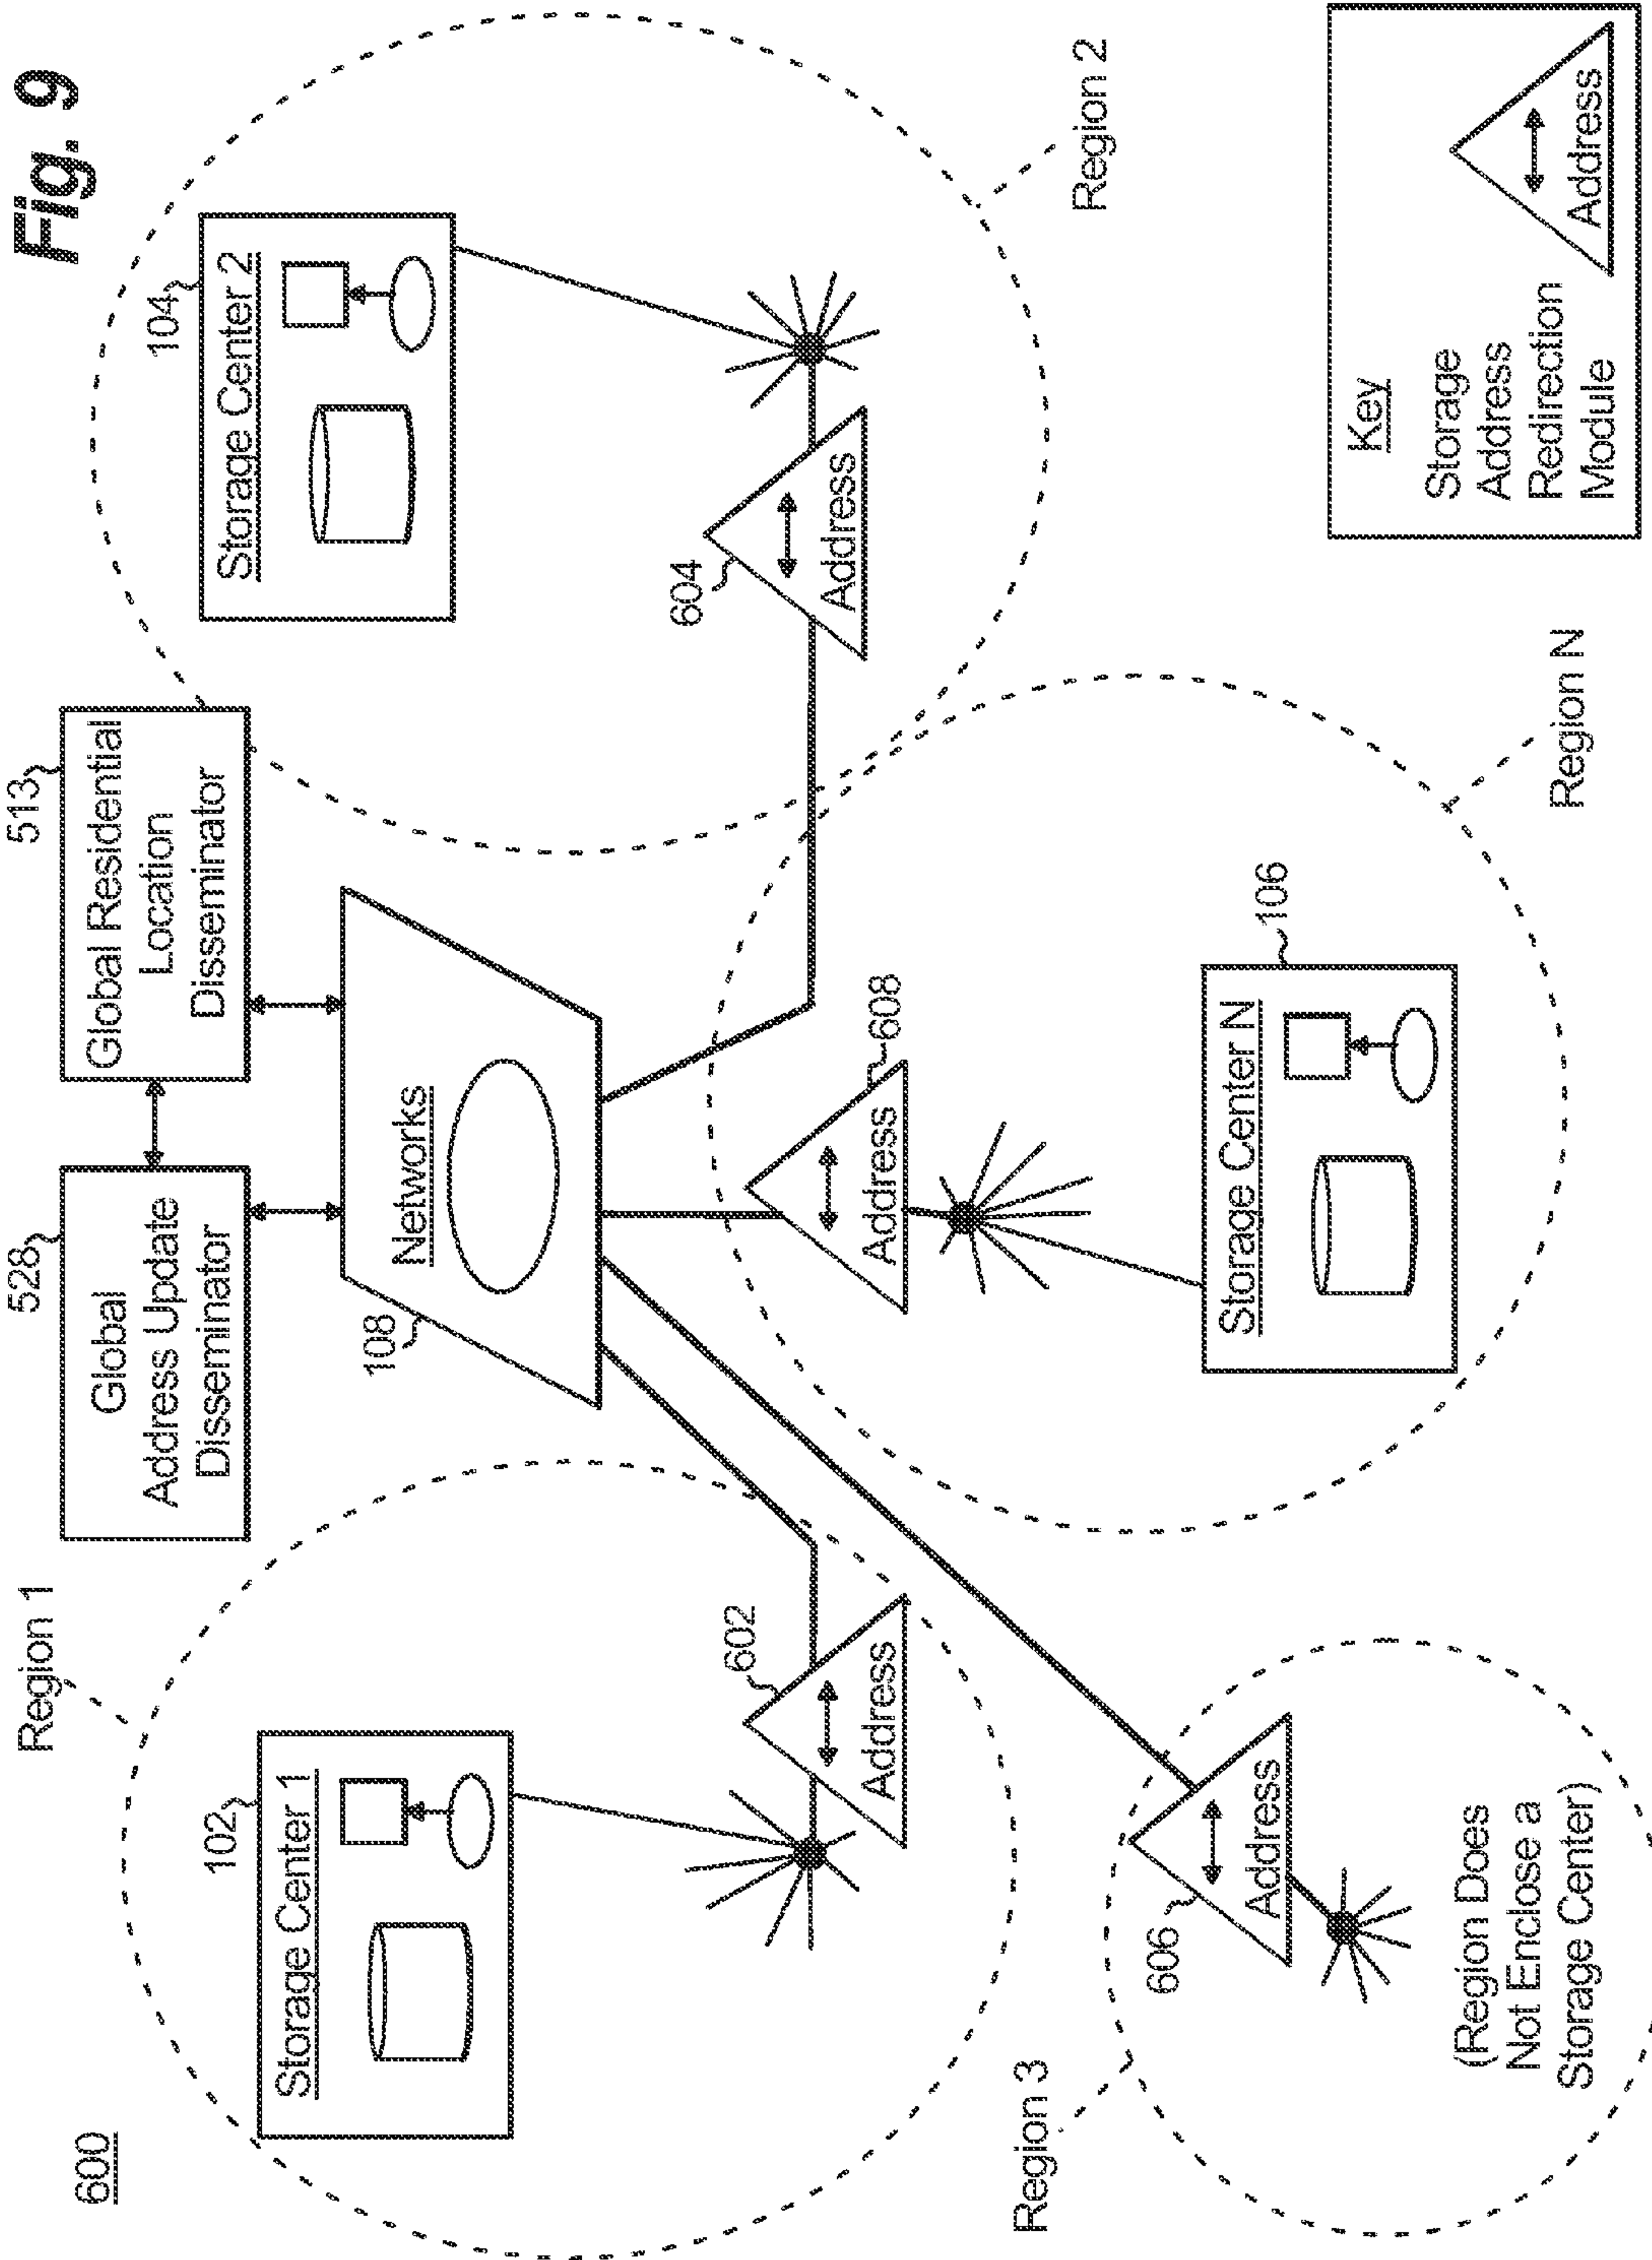 Fig. 9
600
Region 1
528
Global
Address Update
Disseminator
513
Global Residential
Location
Disseminator
102
Storage Center 1
108
Networks
104
Storage Center 2
602
Address
604
Address
Region 2
608
Address
Region 3
606
Address
(Region Does
Not Enclose a
Storage Center)
106
Storage Center N
Region N
Key
Storage
Address
Redirection
Module
Address